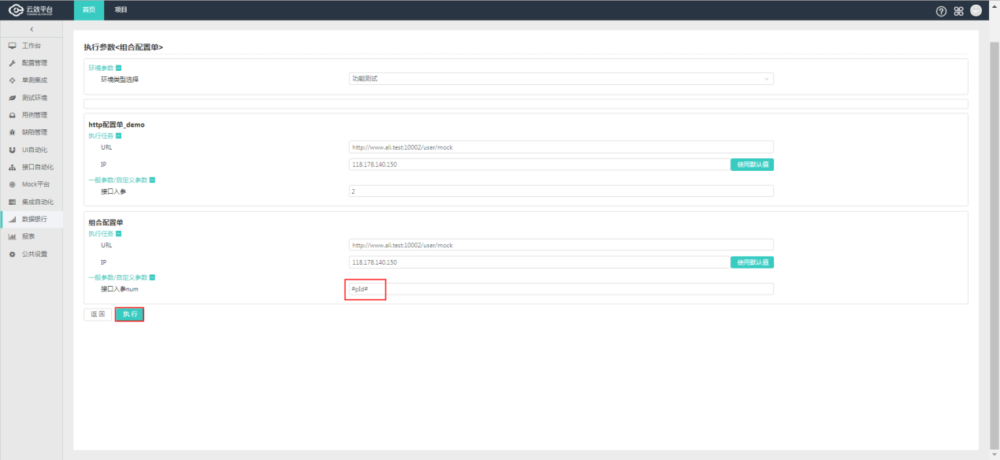 云效平台 首页 项目
工作台
配置管理
单测集成
测试环境
用例管理
缺陷管理
UI自动化
接口自动化
Mock平台
集成自动化
数据银行
报表
公共设置
执行参数<组合配置单>
环境参数
环境类型选择 功能测试
http配置单_demo
执行任务
URL http://www.ali.test:10002/user/mock
IP 118.178.140.150 使用默认值
一般参数/自定义参数
接口入参 2
组合配置单
执行任务
URL http://www.ali.test:10002/user/mock
IP 118.178.140.150 使用默认值
一般参数/自定义参数
接口入参num #pId#
返 回 执 行